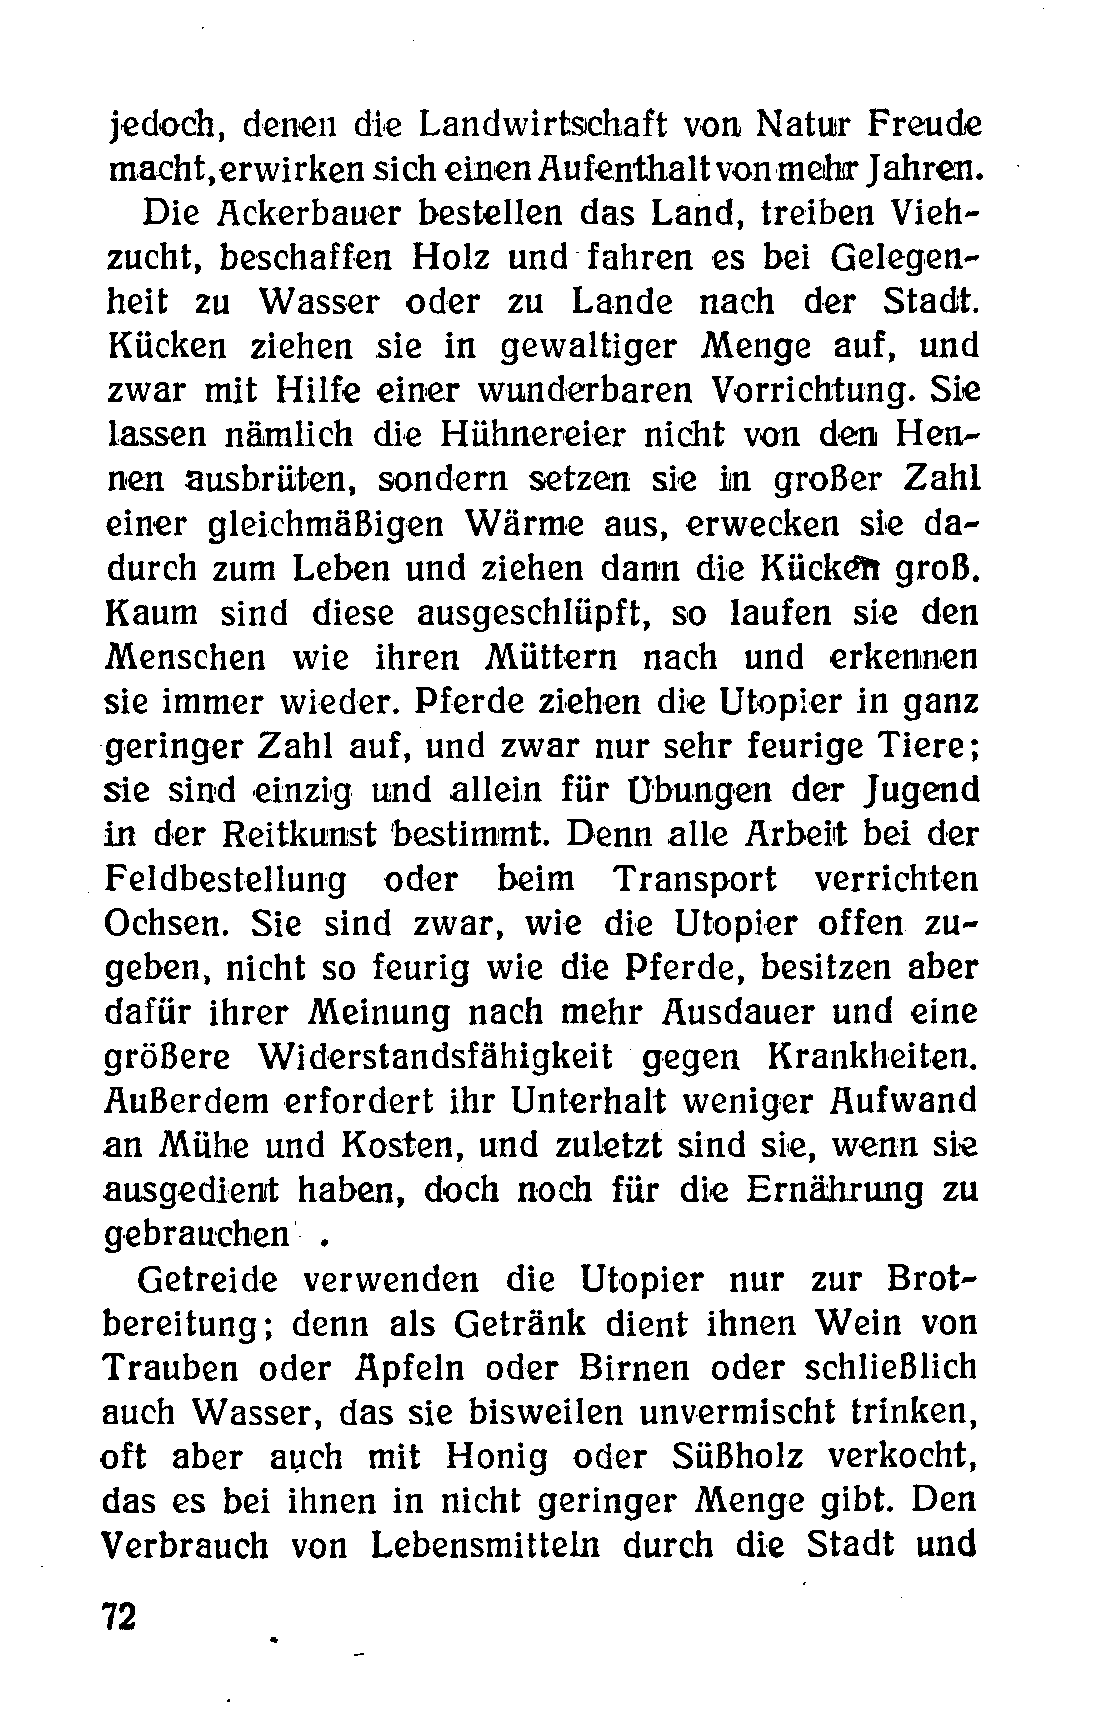 jedoch, denen die Landwirtschaft von Natur Freude
macht, erwirken sich einen Aufenthalt von mehr Jahren.
Die Ackerbauer bestellen das Land, treiben Vieh-
zucht, beschaffen Holz und fahren es bei Gelegen-
heit zu Wasser oder zu Lande nach der Stadt.
Kücken ziehen sie in gewaltiger Menge auf, und
zwar mit Hilfe einer wunderbaren Vorrichtung. Sie
lassen nämlich die Hühnereier nicht von den Hen-
nen ausbrüten, sondern setzen sie in großer Zahl
einer gleichmäßigen Wärme aus, erwecken sie da-
durch zum Leben und ziehen dann die Kücken groß.
Kaum sind diese ausgeschlüpft, so laufen sie den
Menschen wie ihren Müttern nach und erkennen
sie immer wieder. Pferde ziehen die Utopier in ganz
geringer Zahl auf, und zwar nur sehr feurige Tiere;
sie sind einzig und allein für Übungen der Jugend
in der Reitkunst bestimmt. Denn alle Arbeit bei der
Feldbestellung oder beim Transport verrichten
Ochsen. Sie sind zwar, wie die Utopier offen zu-
geben, nicht so feurig wie die Pferde, besitzen aber
dafür ihrer Meinung nach mehr Ausdauer und eine
größere Widerstandsfähigkeit gegen Krankheiten.
Außerdem erfordert ihr Unterhalt weniger Aufwand
an Mühe und Kosten, und zuletzt sind sie, wenn sie
ausgedient haben, doch noch für die Ernährung zu
gebrauchen .
Getreide verwenden die Utopier nur zur Brot-
bereitung; denn als Getränk dient ihnen Wein von
Trauben oder Äpfeln oder Birnen oder schließlich
auch Wasser, das sie bisweilen unvermischt trinken,
oft aber auch mit Honig oder Süßholz verkocht,
das es bei ihnen in nicht geringer Menge gibt. Den
Verbrauch von Lebensmitteln durch die Stadt und
72